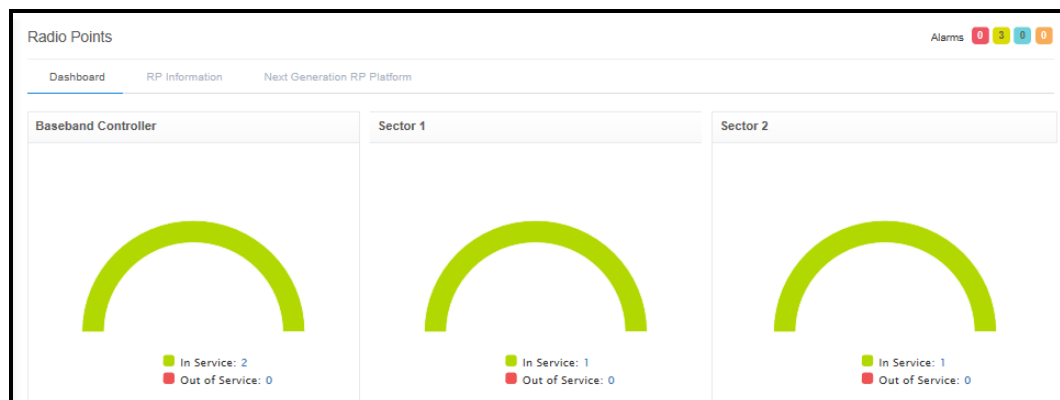 Radio Points
Alarms 0 3 0 0
Dashboard RP Information Next Generation RP Platform
Baseband Controller
In Service: 2
Out of Service: 0
Sector 1
In Service: 1
Out of Service: 0
Sector 2
In Service: 1
Out of Service: 0